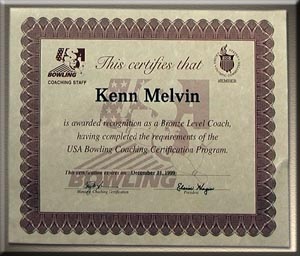 BOWLING
COACHING STAFF
MEMBER
This certifies that
Kenn Melvin
is awarded recognition as a Bronze Level Coach,
having completed the requirements of the
USA Bowling Coaching Certification Program.
This certification expires on December 31, 1999
BOWLING
Manager, Coaching Certification
President